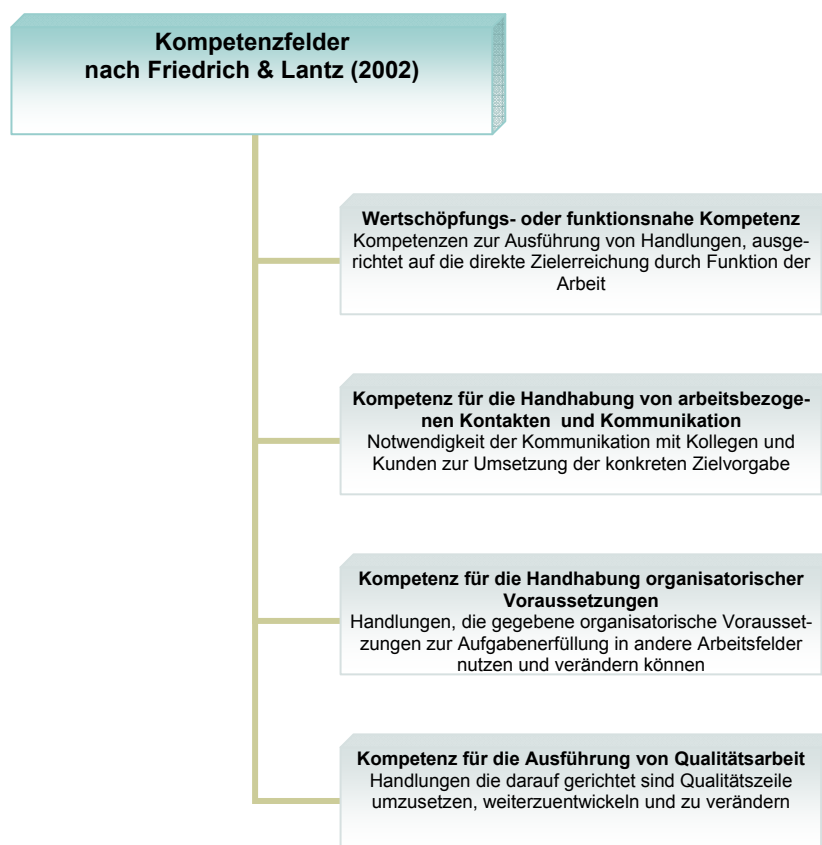 Kompetenzfelder
nach Friedrich & Lantz (2002)
Wertschöpfungs- oder funktionsnahe Kompetenz
Kompetenzen zur Ausführung von Handlungen, ausge-
richtet auf die direkte Zielerreichung durch Funktion der
Arbeit
Kompetenz für die Handhabung von arbeitsbezoge-
nen Kontakten und Kommunikation
Notwendigkeit der Kommunikation mit Kollegen und
Kunden zur Umsetzung der konkreten Zielvorgabe
Kompetenz für die Handhabung organisatorischer
Voraussetzungen
Handlungen, die gegebene organisatorische Vorausset-
zungen zur Aufgabenerfüllung in andere Arbeitsfelder
nutzen und verändern können
Kompetenz für die Ausführung von Qualitätsarbeit
Handlungen die darauf gerichtet sind Qualitätszeile
umzusetzen, weiterzuentwickeln und zu verändern